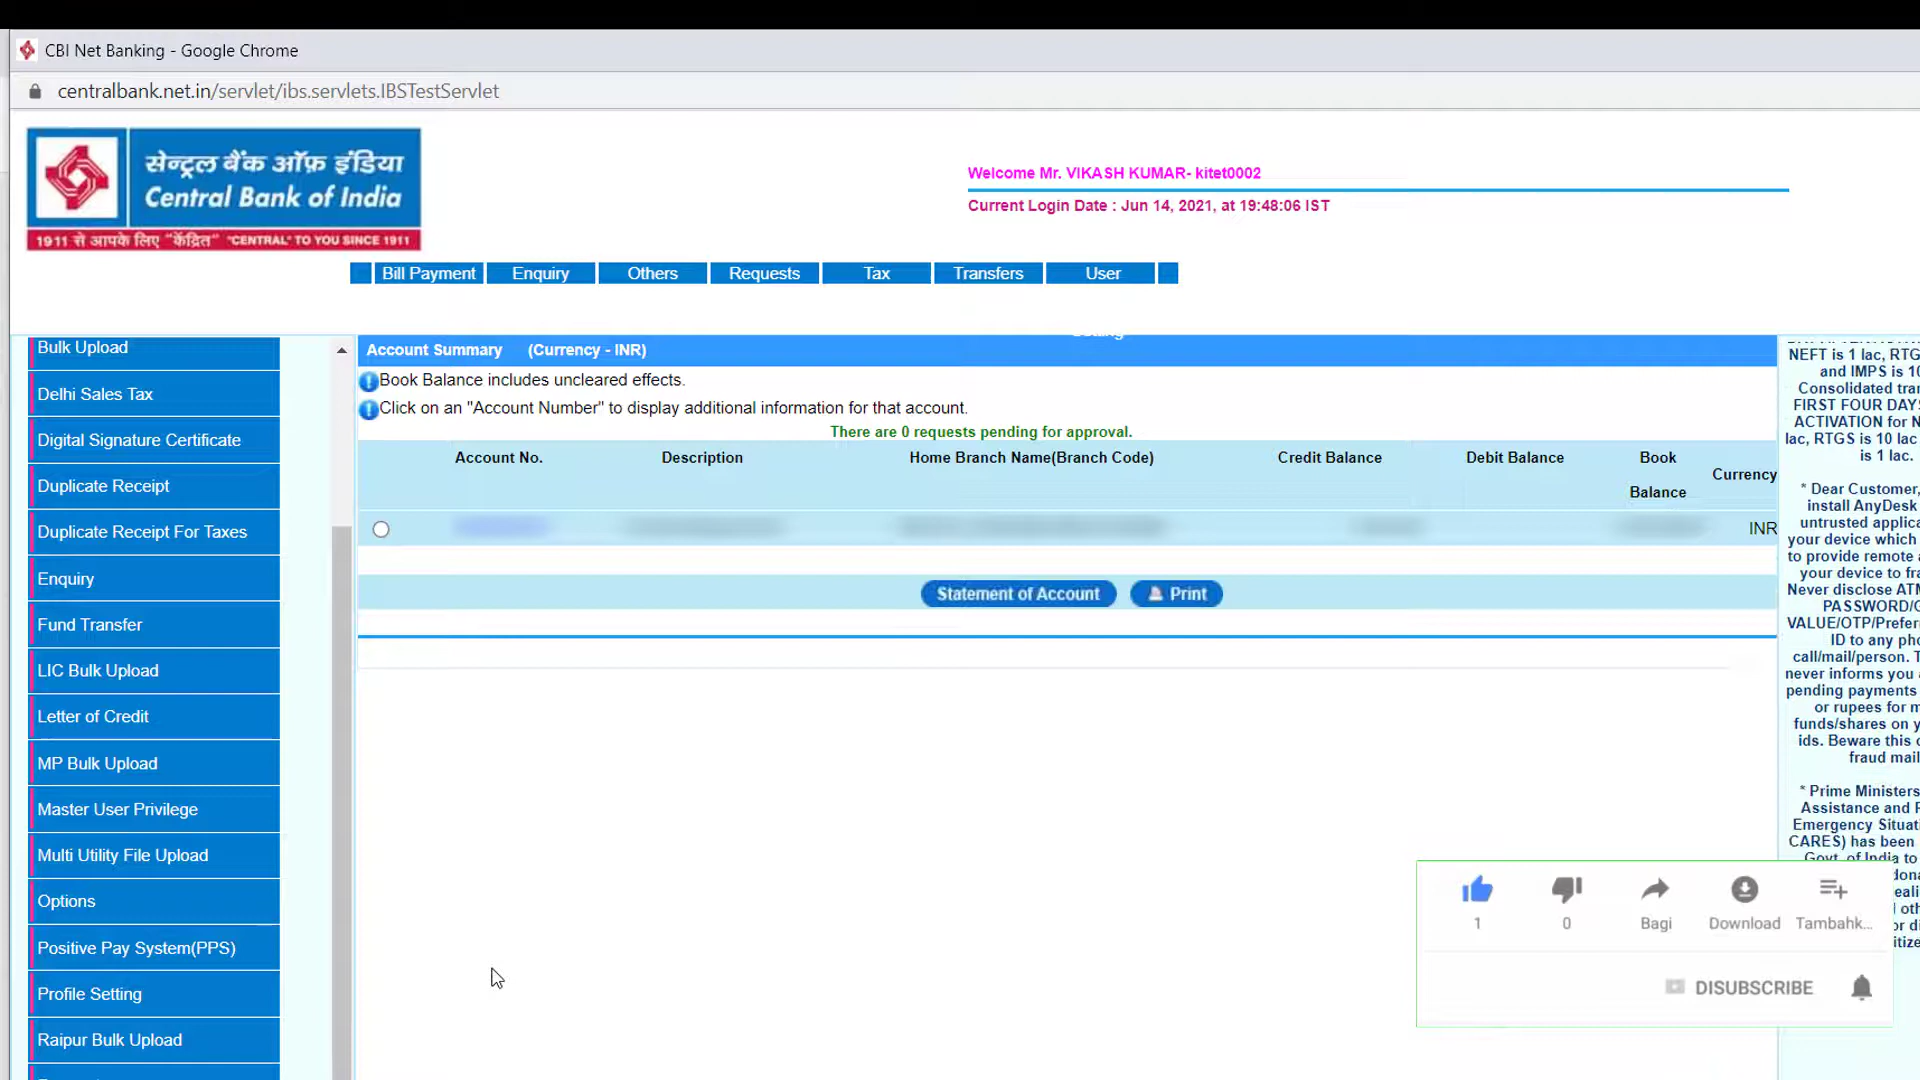 CBI Net Banking - Google Chrome
centralbank.net.in/servlet/ibs.servlets.IBSTestServlet
सेन्ट्रल बैंक ऑफ़ इंडिया
Central Bank of India
1911 से आपके लिए “केंद्रित” “CENTRAL” TO YOU SINCE 1911
Welcome Mr. VIKASH KUMAR- kitet0002
Current Login Date : Jun 14, 2021, at 19:48:06 IST
Bill Payment Enquiry Others Requests Tax Transfers User
Bulk Upload
Delhi Sales Tax
Digital Signature Certificate
Duplicate Receipt
Duplicate Receipt For Taxes
Enquiry
Fund Transfer
LIC Bulk Upload
Letter of Credit
MP Bulk Upload
Master User Privilege
Multi Utility File Upload
Options
Positive Pay System(PPS)
Profile Setting
Raipur Bulk Upload
Account Summary (Currency - INR)
Book Balance includes uncleared effects.
Click on an "Account Number" to display additional information for that account.
There are 0 requests pending for approval.
Account No. Description Home Branch Name(Branch Code) Credit Balance Debit Balance Book Balance Currency
INR
Statement of Account Print
NEFT is 1 lac, RTG
and IMPS is 10
Consolidated tra
FIRST FOUR DAYS
ACTIVATION for N
lac, RTGS is 10 lac
is 1 lac.
* Dear Customer,
install AnyDesk
untrusted applica
your device which
to provide remote a
your device to fra
Never disclose ATM
PASSWORD/
VALUE/OTP/Prefer
ID to any pho
call/mail/person. T
never informs you a
pending payments
or rupees for m
funds/shares on y
ids. Beware this o
fraud mail
* Prime Ministers
Assistance and
Emergency Situati
CARES) has been
Govt. of India to
1 0 Bagi Download Tambahk...
DISUBSCRIBE